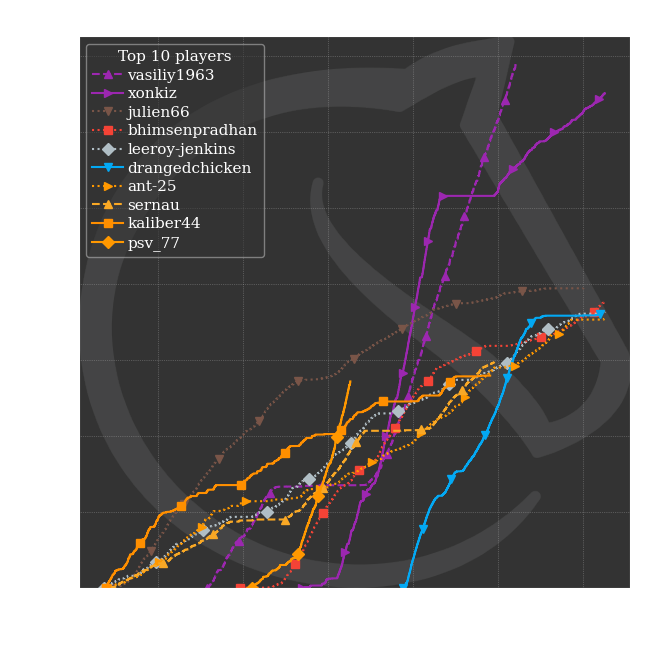 Top 10 players
vasiliy1963
xonkiz
julien66
bhimsenpradhan
leeroy-jenkins
drangedchicken
ant-25
sernau
kaliber44
psv_77